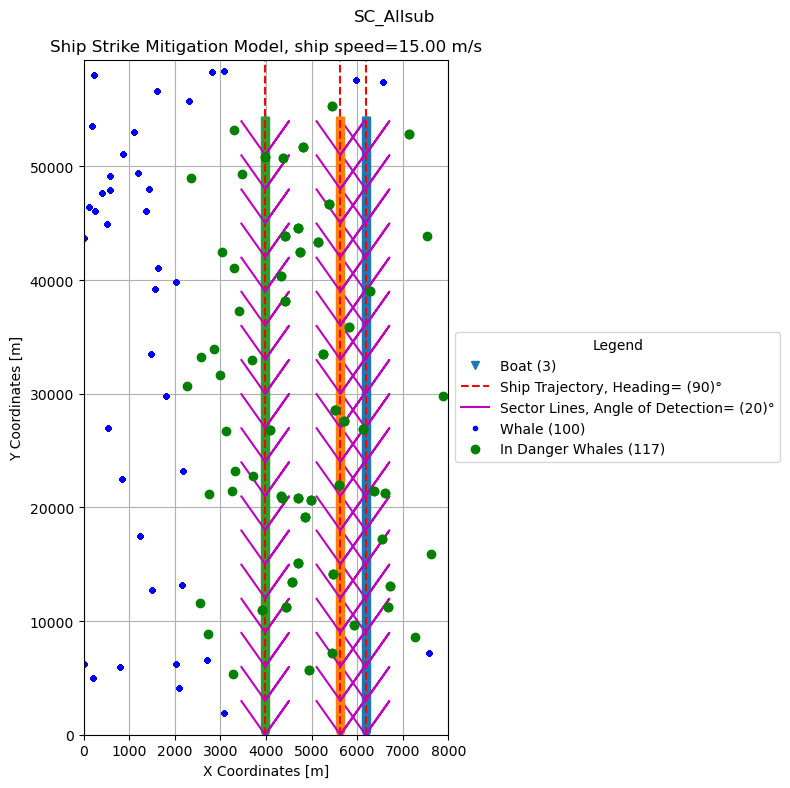 SC_Allsub
Ship Strike Mitigation Model, ship speed=15.00 m/s
Y Coordinates [m]
50000
40000
30000
20000
10000
0
0 1000 2000 3000 4000 5000 6000 7000 8000
X Coordinates [m]
Legend
Boat (3)
Ship Trajectory, Heading= (90)°
Sector Lines, Angle of Detection= (20)°
Whale (100)
In Danger Whales (117)